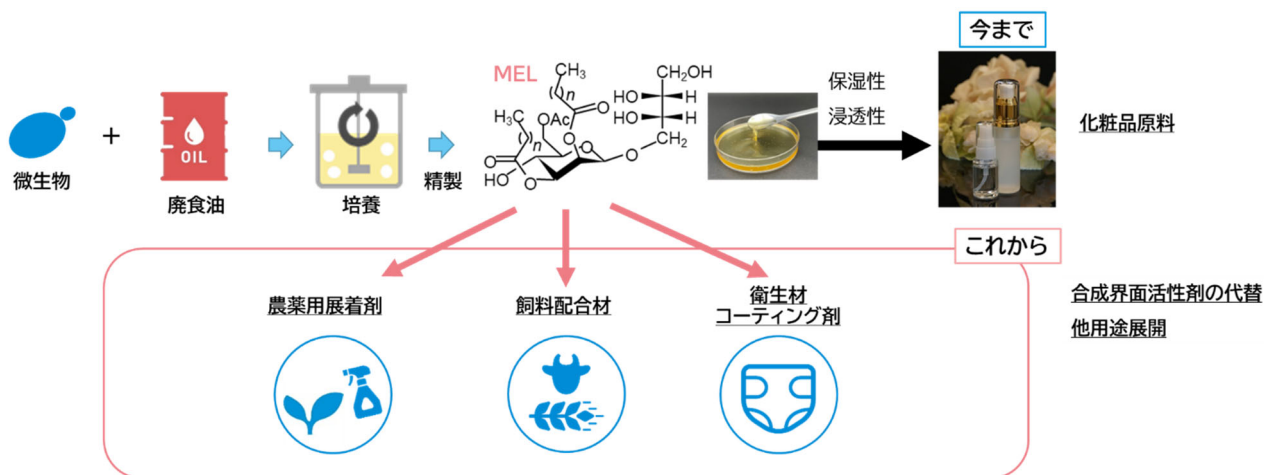 今まで
MEL
CH₃
( )n
O
CH₂OH
HO H
HO H
CH₃
OAc
O
( )n
O
O
HO
O
O
CH₂
保湿性
浸透性
化粧品原料
+
OIL
微生物
廃食油
培養
精製
これから
農薬用展着剤
飼料配合材
衛生材
コーティング剤
合成界面活性剤の代替
他用途展開